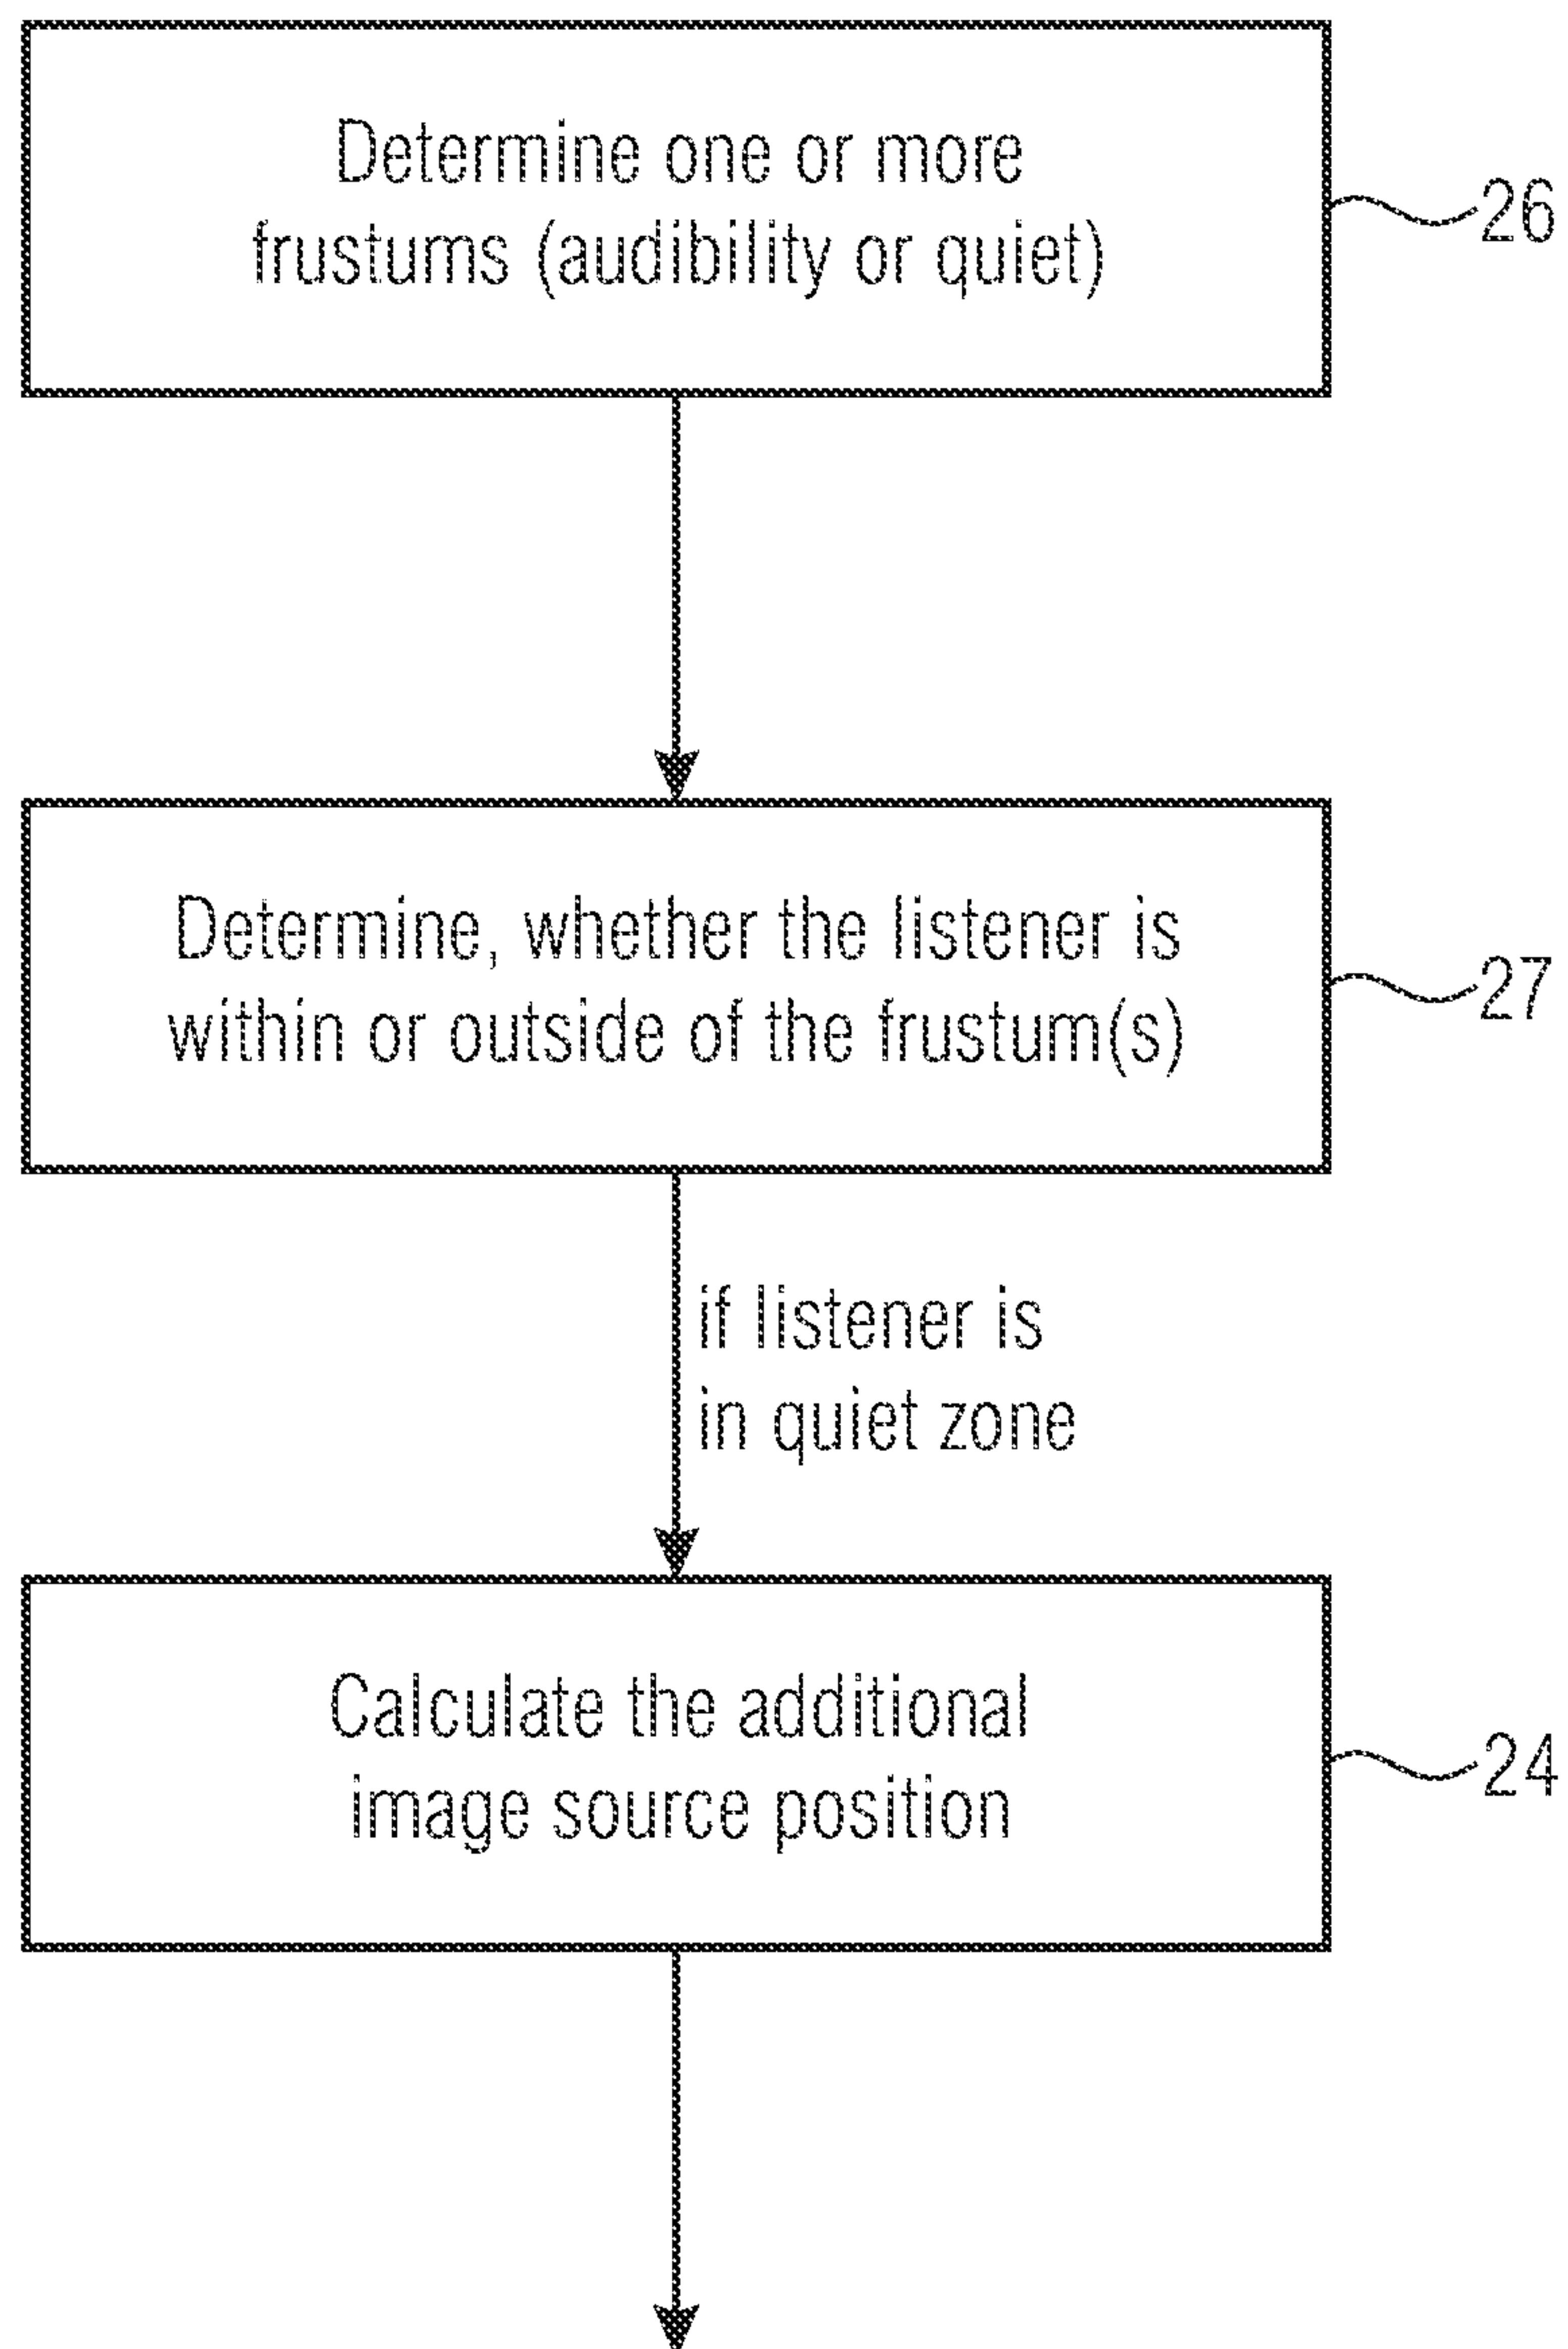 Determine one or more
frustums (audibility or quiet)
26
Determine, whether the listener is
within or outside of the frustum(s)
27
if listener is
in quiet zone
Calculate the additional
image source position
24